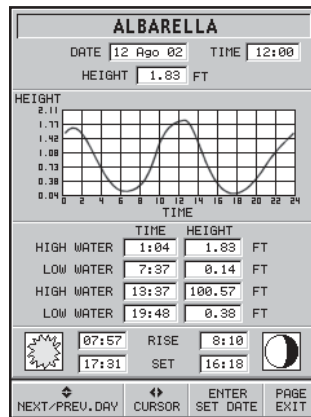 ALBARELLA
DATE 12 Ago 02 TIME 12:00
HEIGHT 1.83 FT
HEIGHT
2.11
1.77
1.42
1.08
0.73
0.38
0.04
0 2 4 6 8 10 12 14 16 18 20 22 24
TIME
TIME HEIGHT
HIGH WATER 1:04 1.83 FT
LOW WATER 7:37 0.14 FT
HIGH WATER 13:37 100.57 FT
LOW WATER 19:48 0.38 FT
07:57 RISE 8:10
17:31 SET 16:18
NEXT/PREV.DAY CURSOR ENTER SET DATE PAGE EXIT